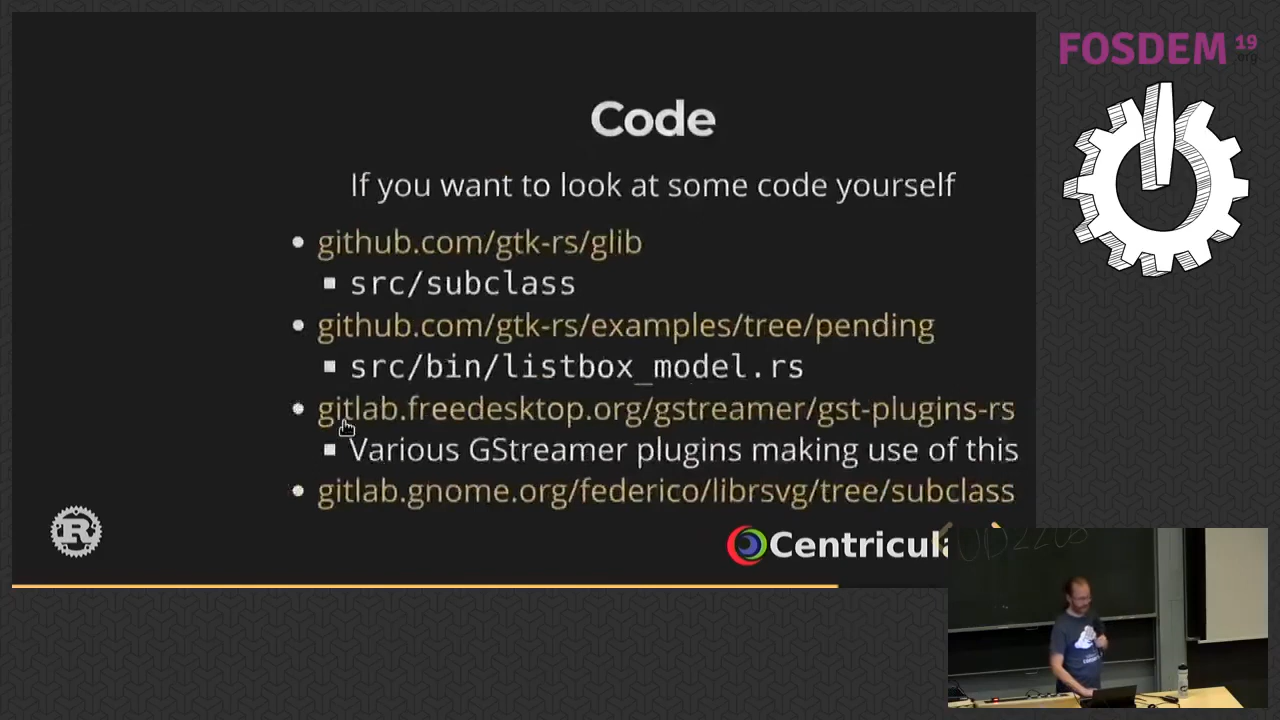 FOSDEM 19
.org
Code
If you want to look at some code yourself
github.com/gtk-rs/glib
src/subclass
github.com/gtk-rs/examples/tree/pending
src/bin/listbox_model.rs
gitlab.freedesktop.org/gstreamer/gst-plugins-rs
Various GStreamer plugins making use of this
gitlab.gnome.org/federico/librsvg/tree/subclass
R
Centricula